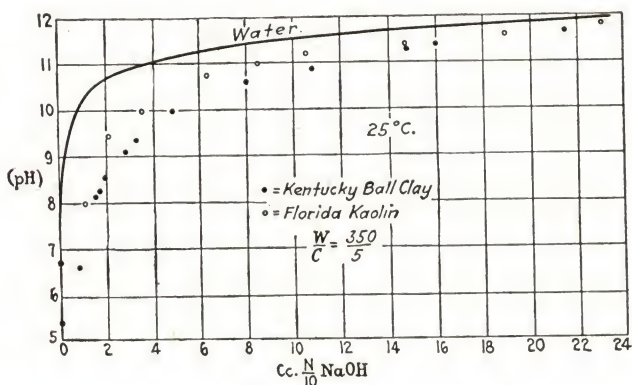 12
Water.
11
10
25°C.
9
(pH)
• = Kentucky Ball Clay
8
○ = Florida Kaolin
W/C = 350/5
7
6
5
0 2 4 6 8 10 12 14 16 18 20 22 24
Cc. N/10 NaOH